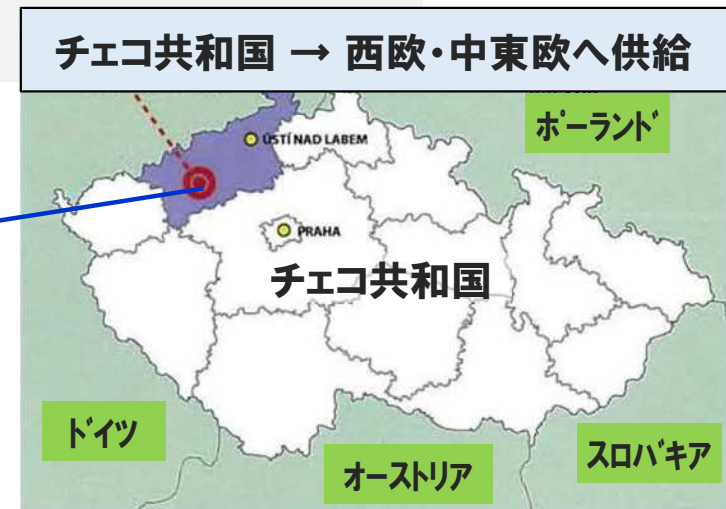 チェコ共和国 → 西欧・中東欧へ供給
ポーランド
ÚSTÍ NAD LABEM
PRAHA
チェコ共和国
ドイツ
オーストリア
スロバキア